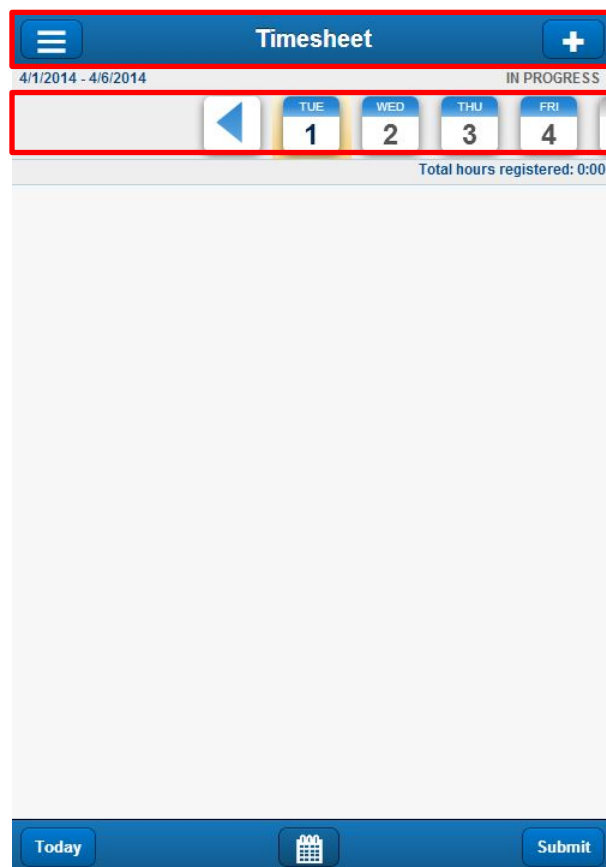 Timesheet
4/1/2014 - 4/6/2014 IN PROGRESS
TUE WED THU FRI
1 2 3 4
Total hours registered: 0:00
Today Submit